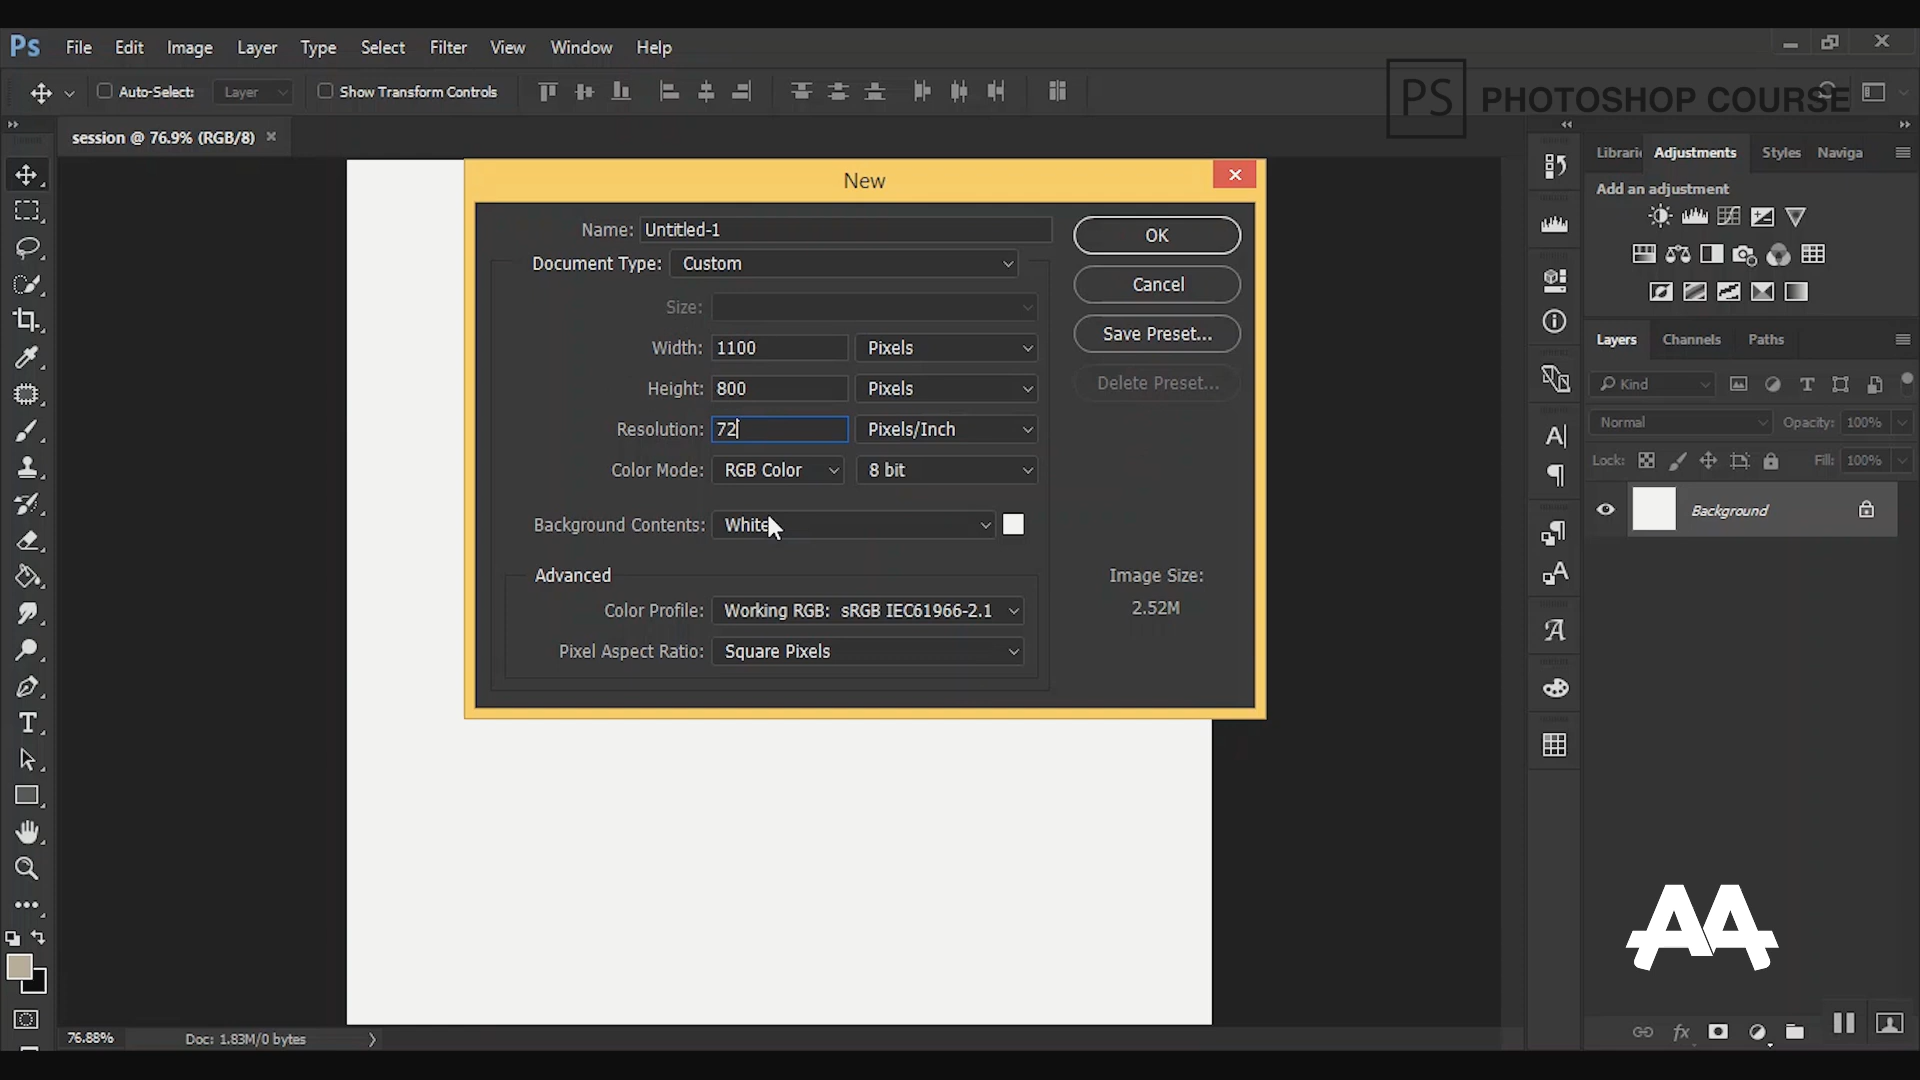 Ps File Edit Image Layer Type Select Filter View Window Help
Auto-Select: Layer Show Transform Controls
PS PHOTOSHOP COURSE
session @ 76.9% (RGB/8)
New
Name: Untitled-1
OK
Document Type: Custom
Cancel
Size:
Width: 1100 Pixels
Save Preset...
Height: 800 Pixels
Delete Preset...
Resolution: 72 Pixels/Inch
Color Mode: RGB Color 8 bit
Background Contents: White
Advanced
Image Size:
2.52M
Color Profile: Working RGB: sRGB IEC61966-2.1
Pixel Aspect Ratio: Square Pixels
Librari Adjustments Styles Naviga
Add an adjustment
Layers Channels Paths
Kind
Normal Opacity: 100%
Lock: Fill: 100%
Background
AA
fx
76.88% Doc: 1.83M/0 bytes